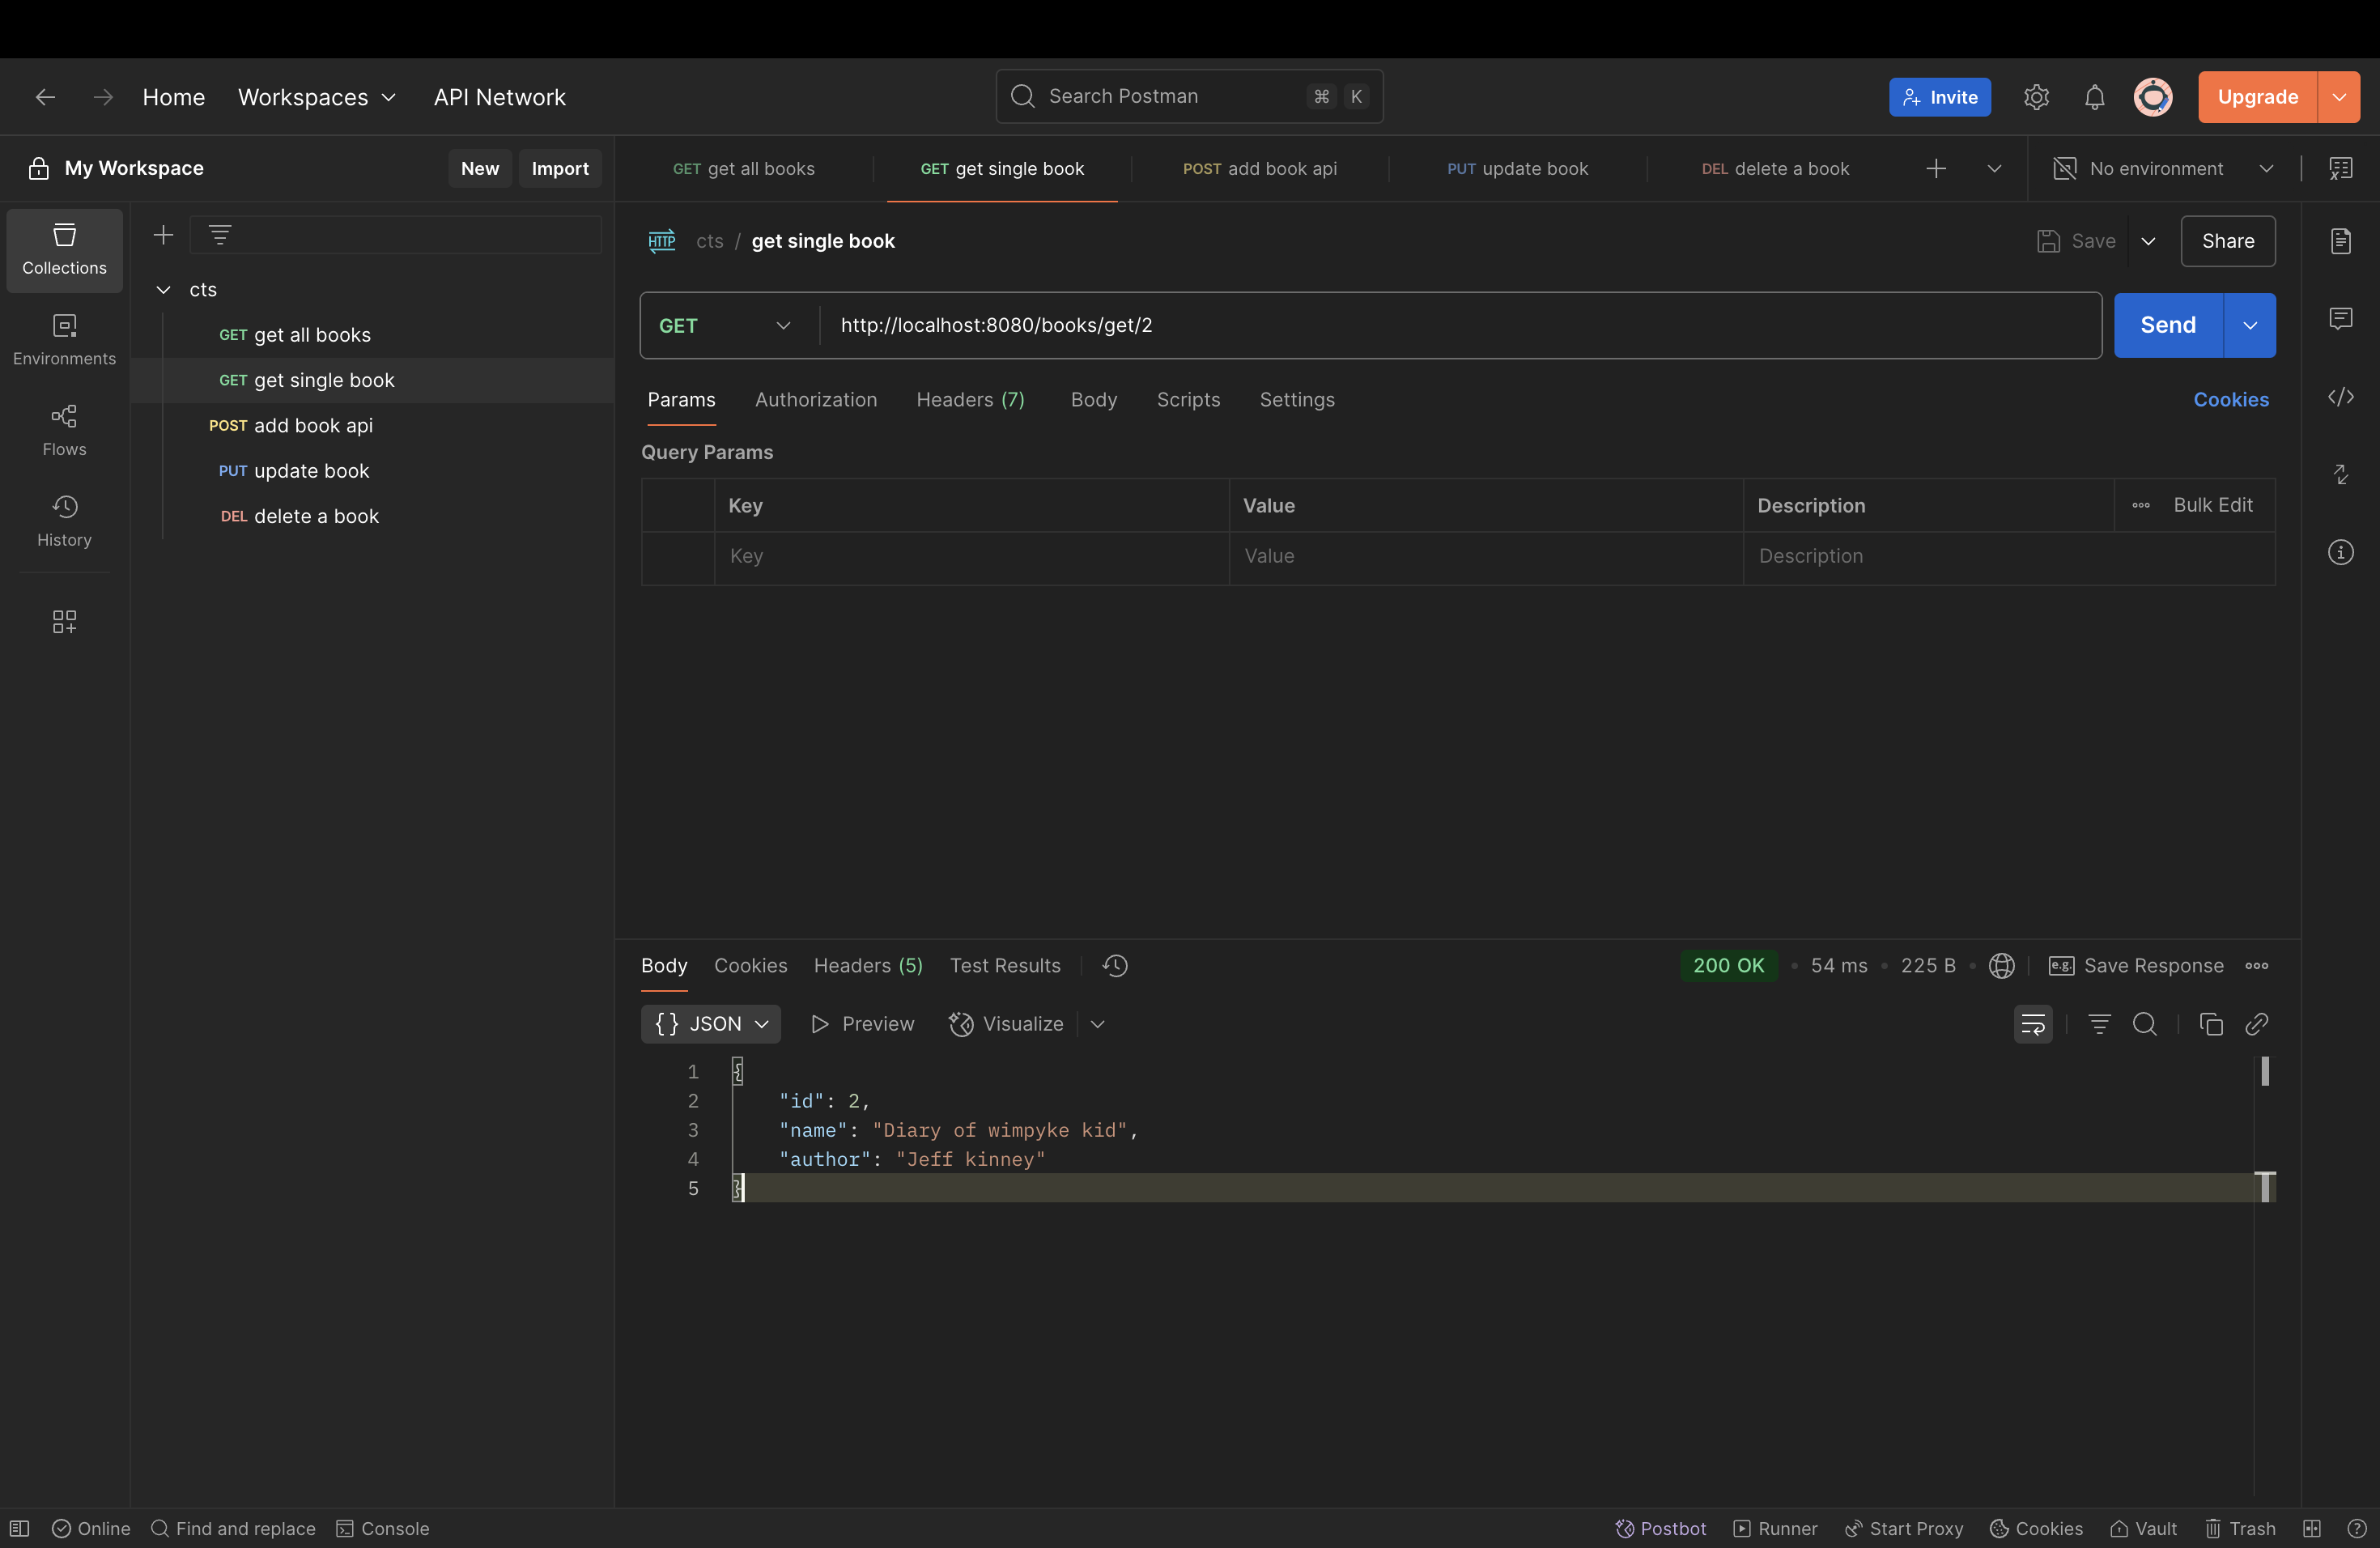 Home Workspaces API Network Search Postman ⌘ K Invite Upgrade
My Workspace New Import
GET get all books GET get single book POST add book api PUT update book DEL delete a book No environment
Collections
Environments
Flows
History
cts
GET get all books
GET get single book
POST add book api
PUT update book
DEL delete a book
HTTP cts / get single book Save Share
GET http://localhost:8080/books/get/2 Send
Params Authorization Headers (7) Body Scripts Settings Cookies
Query Params
Key Value Description Bulk Edit
Key Value Description
Body Cookies Headers (5) Test Results 200 OK • 54 ms • 225 B • e.g. Save Response
{} JSON Preview Visualize
1 {
2 "id": 2,
3 "name": "Diary of wimpyke kid",
4 "author": "Jeff kinney"
5 }
Online Find and replace Console Postbot Runner Start Proxy Cookies Vault Trash